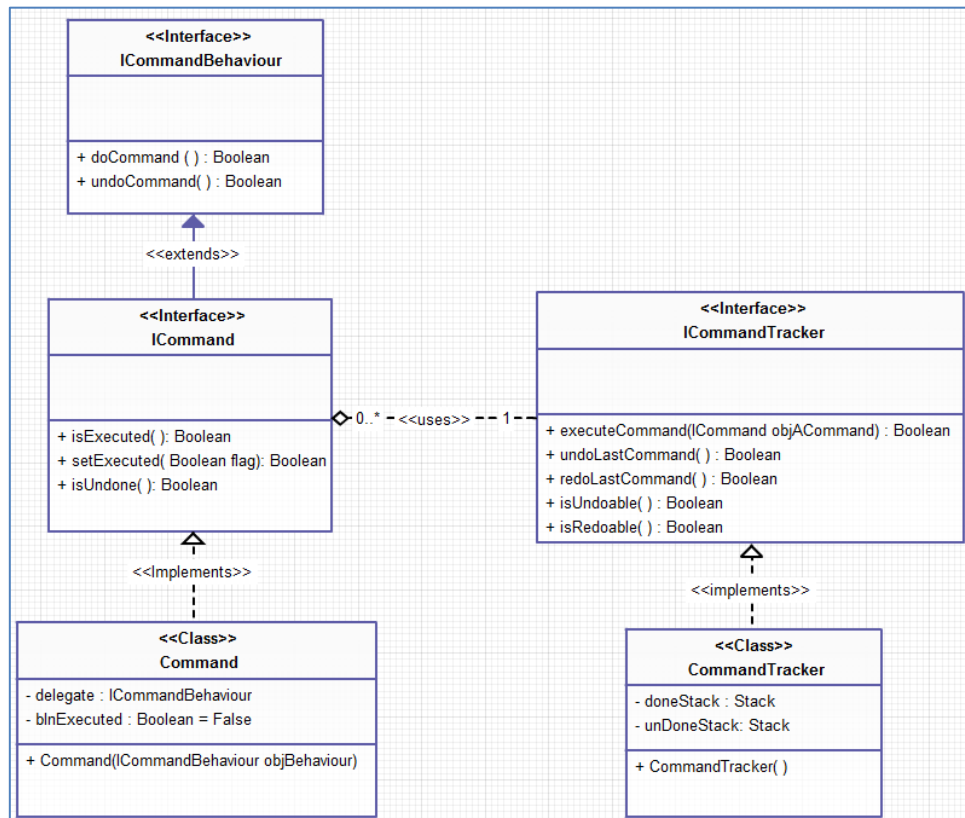 <<Interface>>
ICommandBehaviour
+ doCommand ( ) : Boolean
+ undoCommand( ) : Boolean
<<extends>>
<<Interface>>
ICommand
+ isExecuted( ): Boolean
+ setExecuted( Boolean flag): Boolean
+ isUndone( ): Boolean
0..*
<<uses>>
1
<<Interface>>
ICommandTracker
+ executeCommand(ICommand objACommand) : Boolean
+ undoLastCommand( ) : Boolean
+ redoLastCommand( ) : Boolean
+ isUndoable( ) : Boolean
+ isRedoable( ) : Boolean
<<Implements>>
<<Class>>
Command
- delegate : ICommandBehaviour
- blnExecuted : Boolean = False
+ Command(ICommandBehaviour objBehaviour)
<<implements>>
<<Class>>
CommandTracker
- doneStack : Stack
- unDoneStack: Stack
+ CommandTracker( )